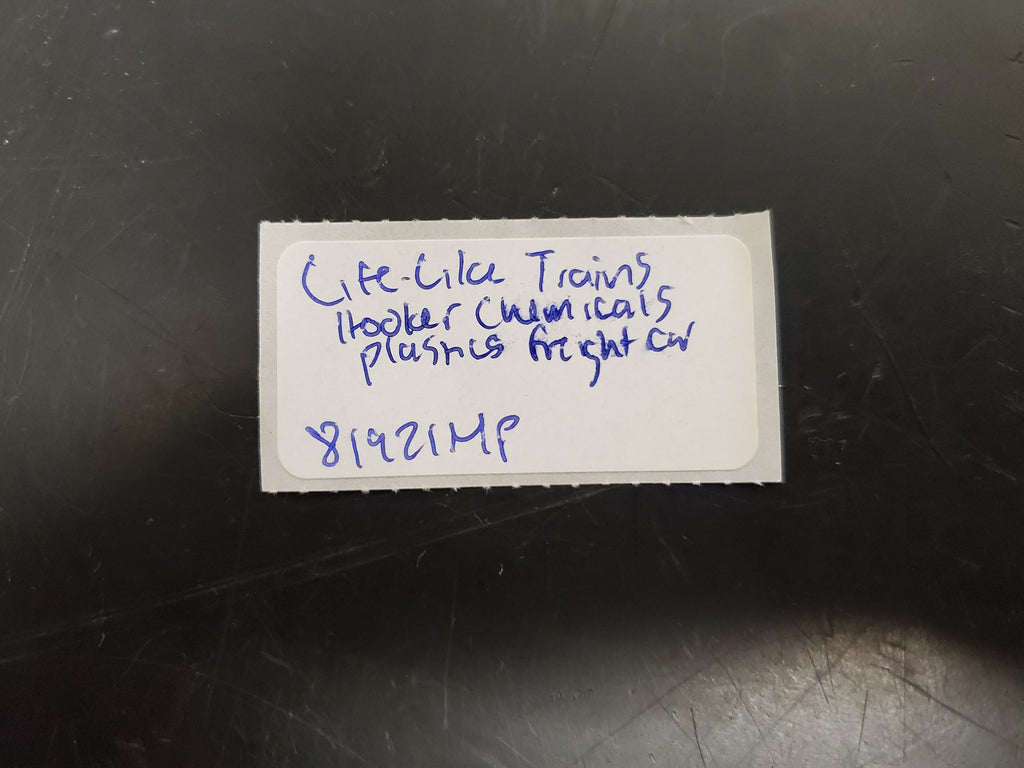 Life-Like Trains
Hooker Chemicals
plastics freight car
81921MP